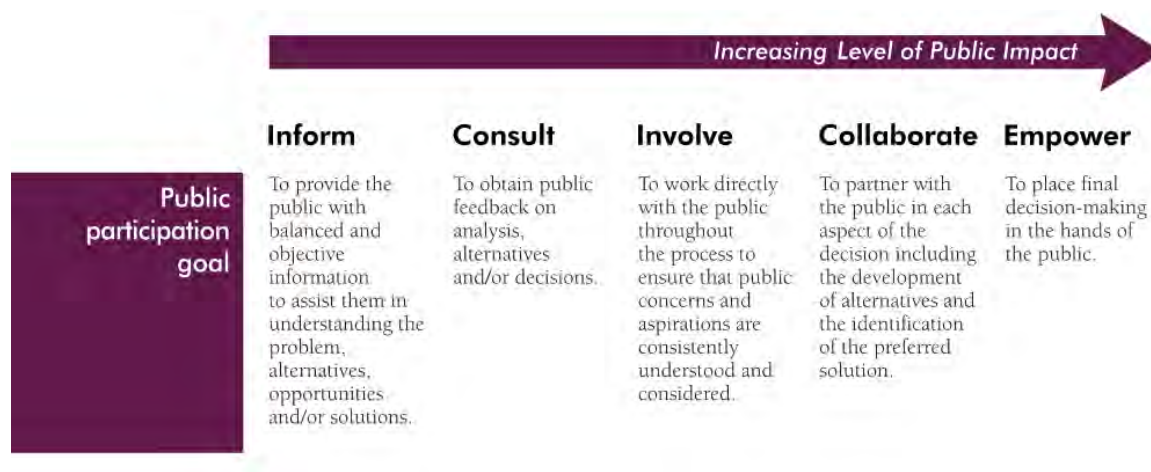 Increasing Level of Public Impact
Inform
Consult
Involve
Collaborate
Empower
Public
participation
goal
To provide the
public with
balanced and
objective
information
to assist them in
understanding the
problem,
alternatives,
opportunities
and/or solutions.
To obtain public
feedback on
analysis,
alternatives
and/or decisions.
To work directly
with the public
throughout
the process to
ensure that public
concerns and
aspirations are
consistently
understood and
considered.
To partner with
the public in each
aspect of the
decision including
the development
of alternatives and
the identification
of the preferred
solution.
To place final
decision-making
in the hands of
the public.